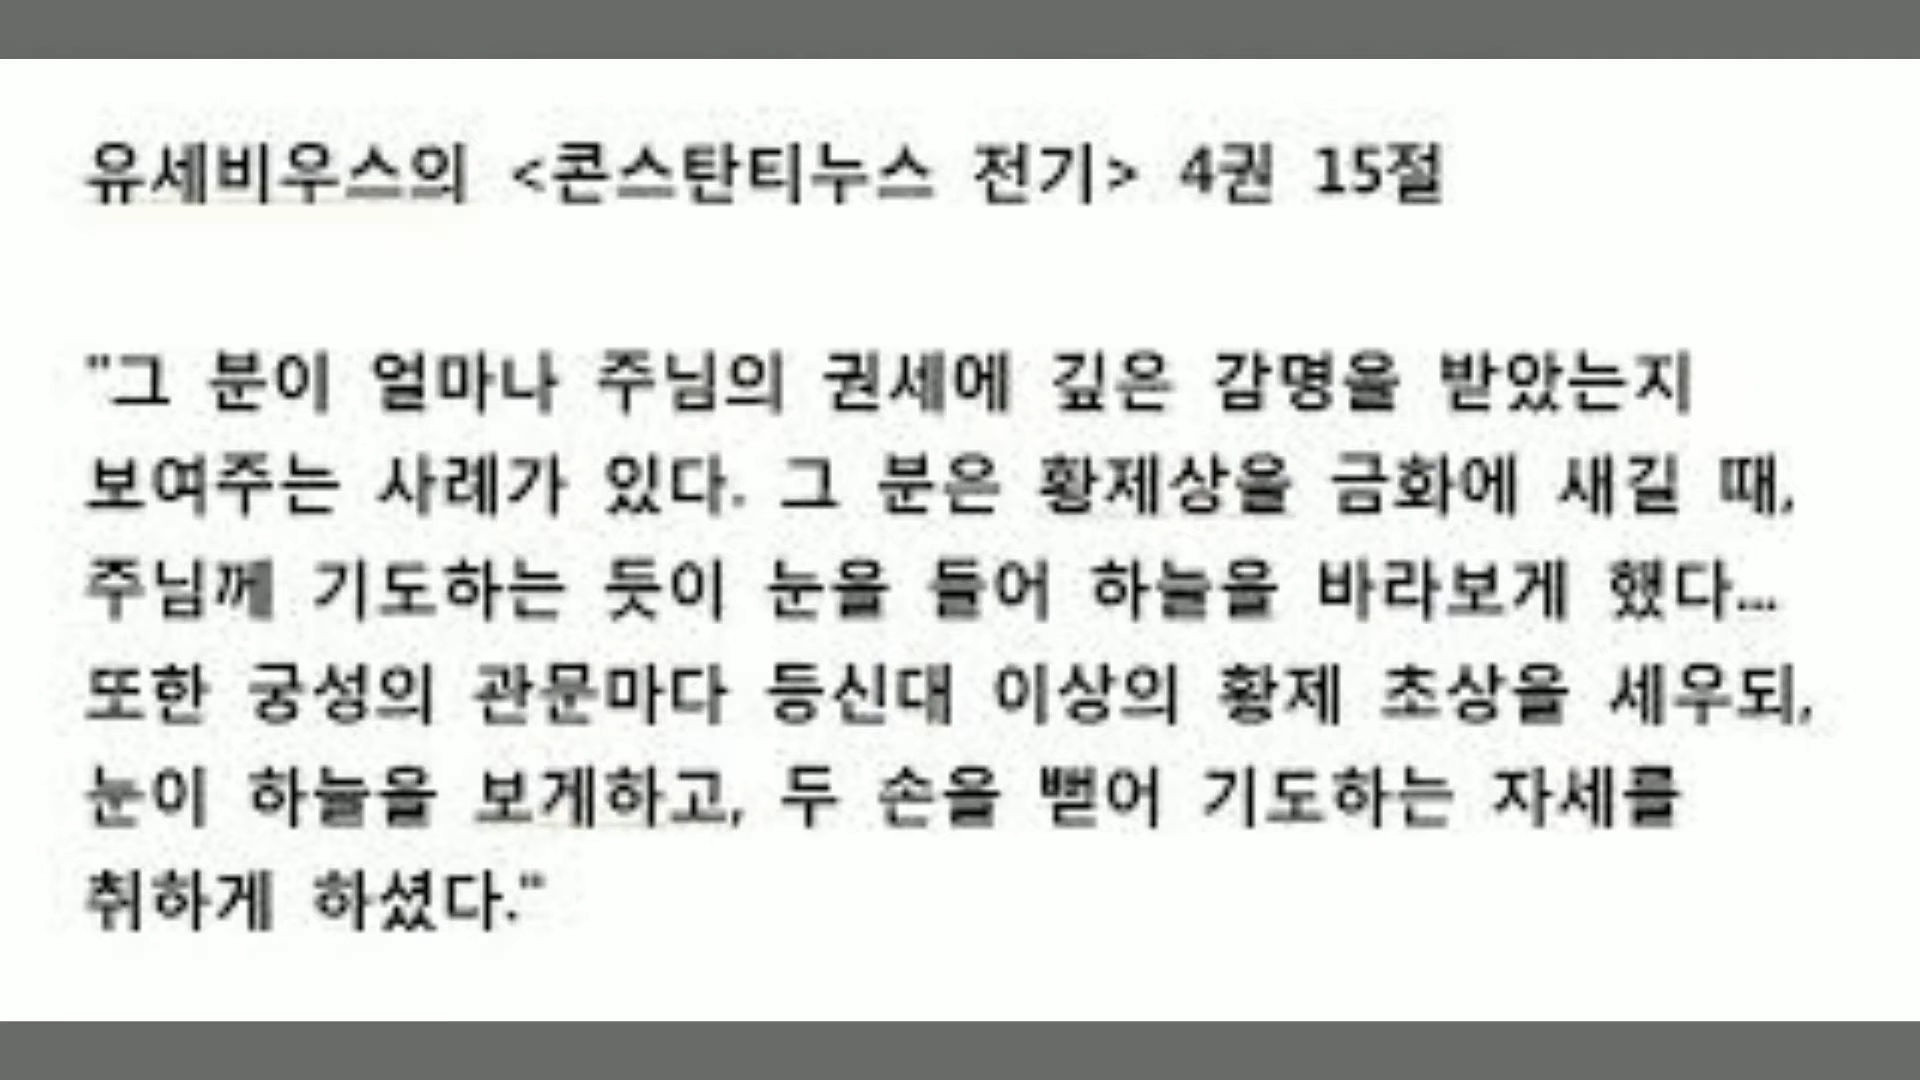 유세비우스의 <콘스탄티누스 전기> 4권 15절
"그 분이 얼마나 주님의 권세에 깊은 감명을 받았는지
보여주는 사례가 있다. 그 분은 황제상을 금화에 새길 때,
주님께 기도하는 듯이 눈을 들어 하늘을 바라보게 했다...
또한 궁성의 관문마다 등신대 이상의 황제 초상을 세우되,
눈이 하늘을 보게하고, 두 손을 뻗어 기도하는 자세를
취하게 하셨다."